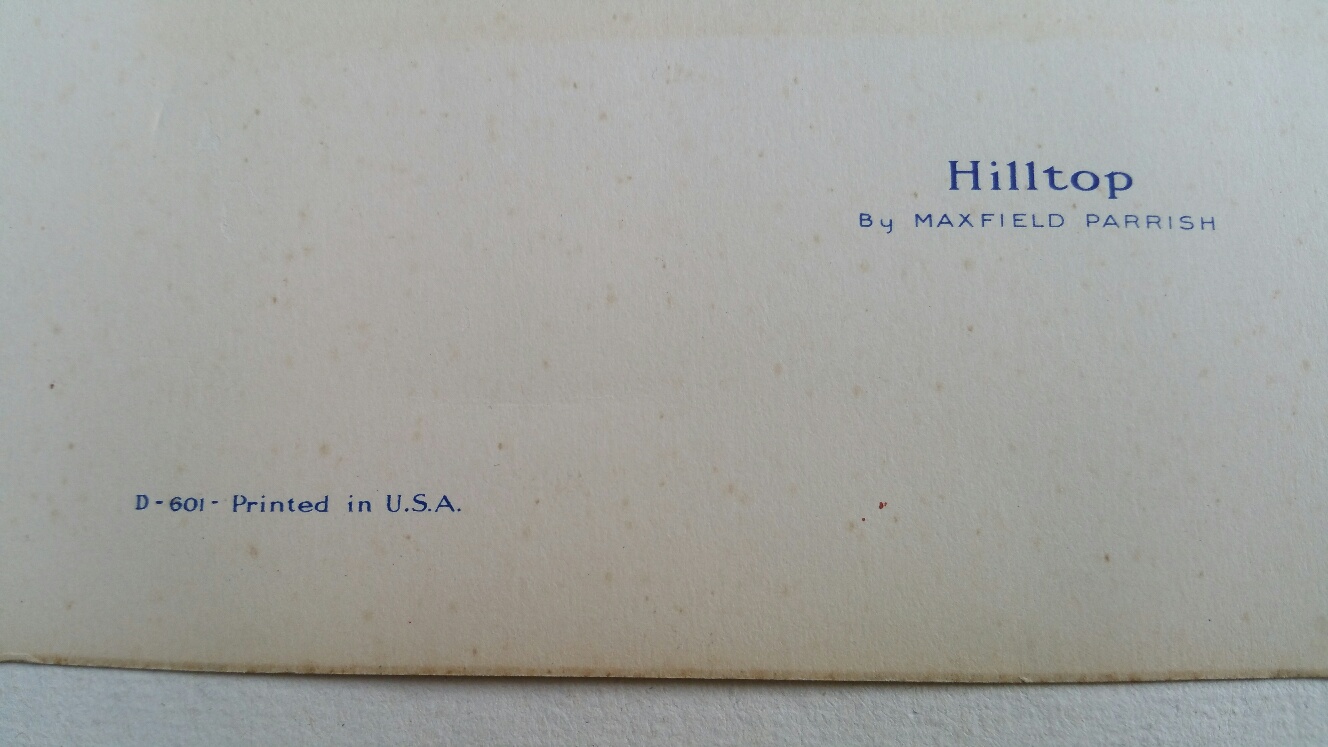 Hilltop
By MAXFIELD PARRISH
D-601- Printed in U.S.A.